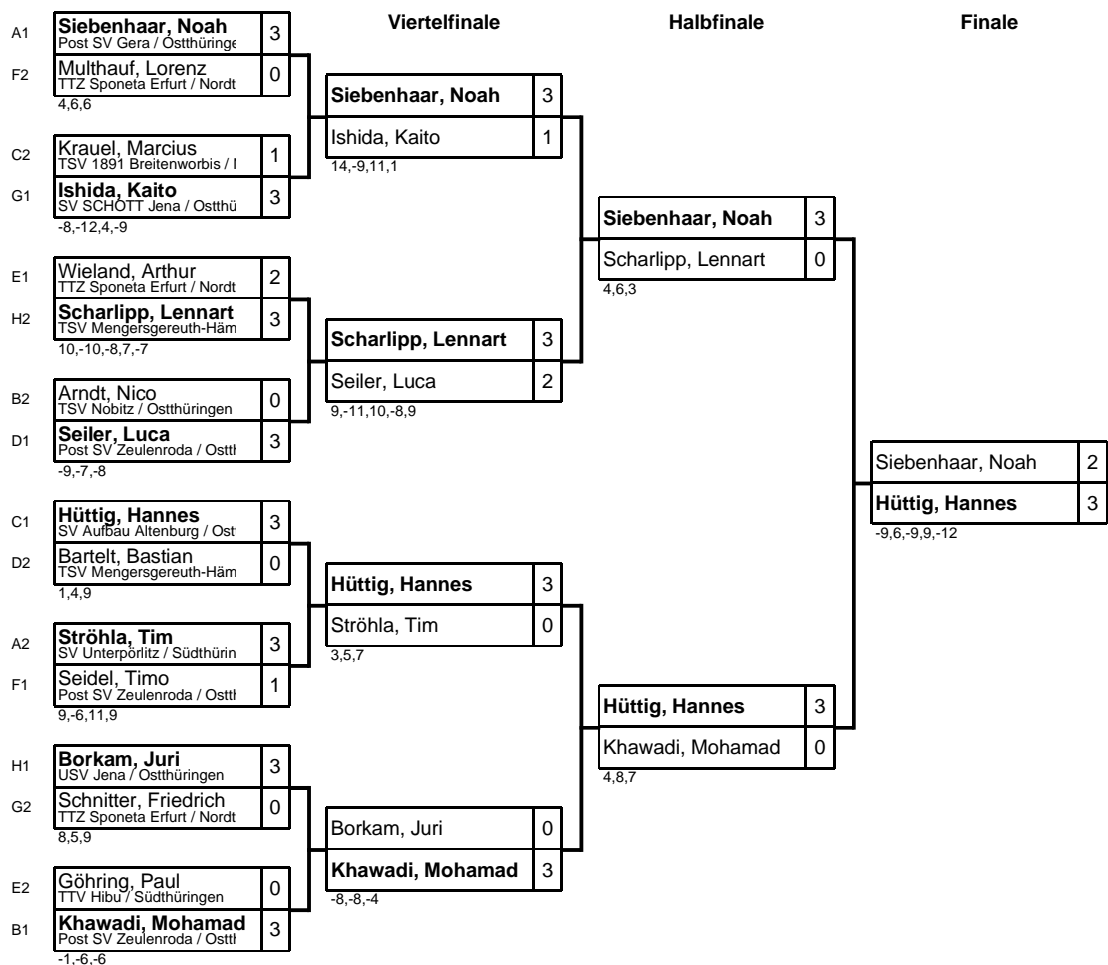 Viertelfinale
Halbfinale
Finale
A1 Siebenhaar, Noah 3
Post SV Gera / Ostthüringe
F2 Multhauf, Lorenz 0
TTZ Sponeta Erfurt / Nordt
4,6,6
C2 Krauel, Marcius 1
TSV 1891 Breitenworbis /
G1 Ishida, Kaito 3
SV SCHOTT Jena / Ostthü
-8,-12,4,-9
E1 Wieland, Arthur 2
TTZ Sponeta Erfurt / Nordt
H2 Scharlipp, Lennart 3
TSV Mengersgereuth-Häm
10,-10,-8,7,-7
B2 Arndt, Nico 0
TSV Nobitz / Ostthüringen
D1 Seiler, Luca 3
Post SV Zeulenroda / Ostth
-9,-7,-8
C1 Hüttig, Hannes 3
SV Aufbau Altenburg / Ost
D2 Bartelt, Bastian 0
TSV Mengersgereuth-Häm
1,4,9
A2 Ströhla, Tim 3
SV Unterpörlitz / Südthürin
F1 Seidel, Timo 1
Post SV Zeulenroda / Ostth
9,-6,11,9
H1 Borkam, Juri 3
USV Jena / Ostthüringen
G2 Schnitter, Friedrich 0
TTZ Sponeta Erfurt / Nordt
8,5,9
E2 Göhring, Paul 0
TTV Hibu / Südthüringen
B1 Khawadi, Mohamad 3
Post SV Zeulenroda / Ostth
-1,-6,-6
Siebenhaar, Noah 3
Ishida, Kaito 1
14,-9,11,1
Scharlipp, Lennart 3
Seiler, Luca 2
9,-11,10,-8,9
Hüttig, Hannes 3
Ströhla, Tim 0
3,5,7
Borkam, Juri 0
Khawadi, Mohamad 3
-8,-8,-4
Siebenhaar, Noah 3
Scharlipp, Lennart 0
4,6,3
Hüttig, Hannes 3
Khawadi, Mohamad 0
4,8,7
Siebenhaar, Noah 2
Hüttig, Hannes 3
-9,6,-9,9,-12